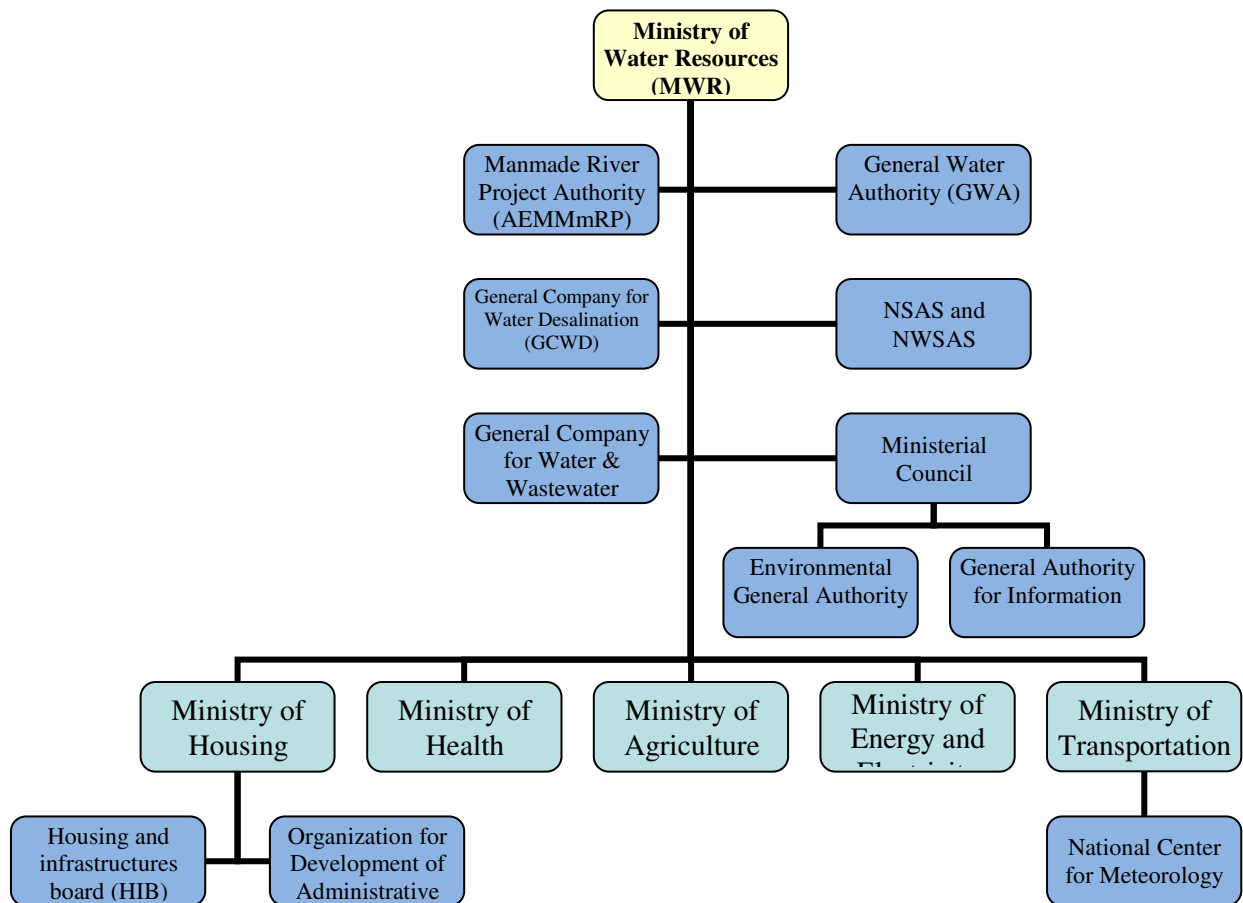 Ministry of
Water Resources
(MWR)
Manmade River
Project Authority
(AEMMmRP)
General Water
Authority (GWA)
General Company for
Water Desalination
(GCWD)
NSAS and
NWSAS
General Company
for Water &
Wastewater
Ministerial
Council
Environmental
General Authority
General Authority
for Information
Ministry of
Housing
Ministry of
Health
Ministry of
Agriculture
Ministry of
Energy and
Electricity
Ministry of
Transportation
Housing and
infrastructures
board (HIB)
Organization for
Development of
Administrative
National Center
for Meteorology